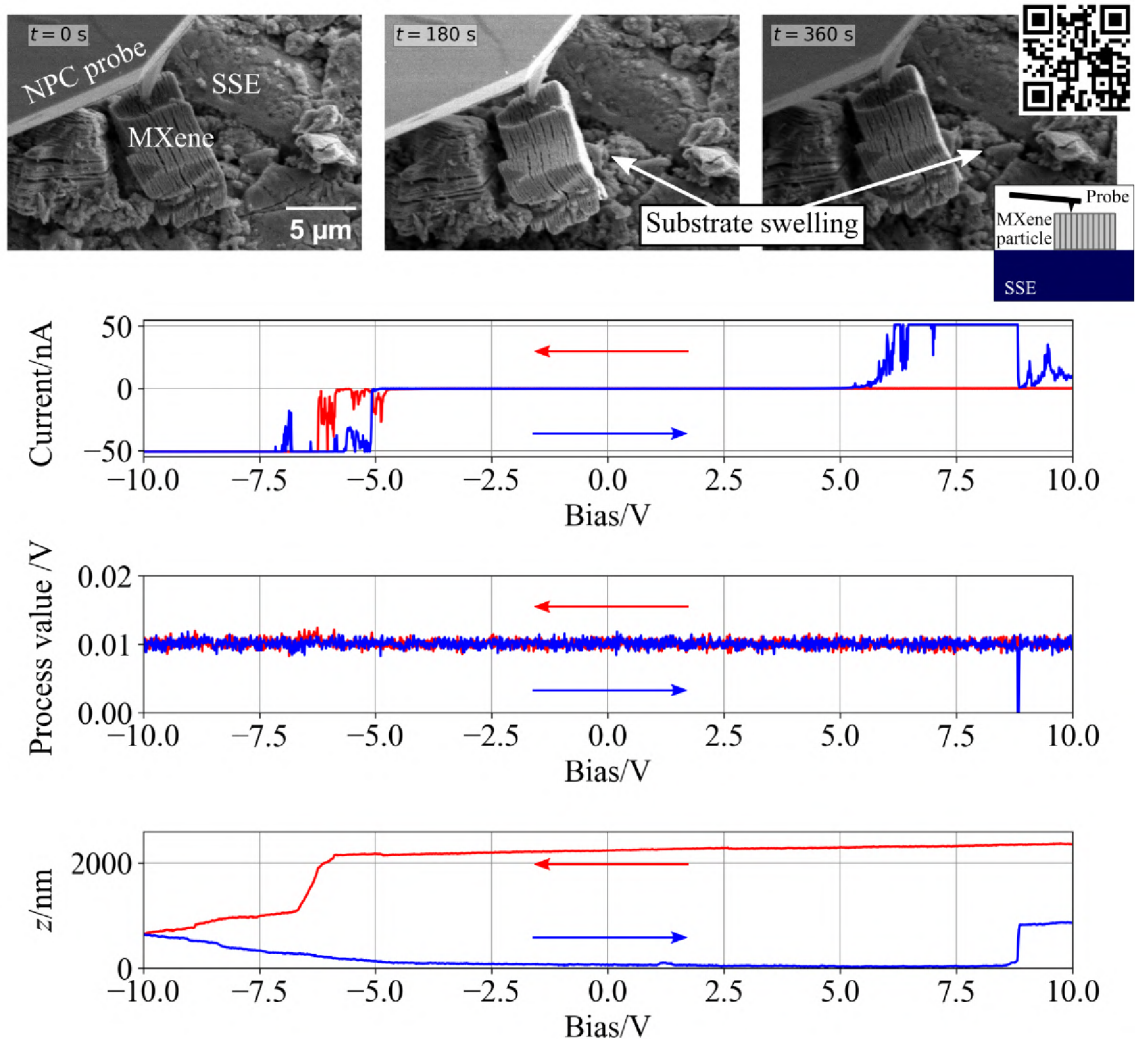 t = 0 s
NPC probe
SSE
MXene
5 µm
t = 180 s
t = 360 s
Substrate swelling
Probe
MXene
particle
SSE
Current/nA
50
0
−50
−10.0 −7.5 −5.0 −2.5 0.0 2.5 5.0 7.5 10.0
Bias/V
Process value /V
0.02
0.01
0.00
−10.0 −7.5 −5.0 −2.5 0.0 2.5 5.0 7.5 10.0
Bias/V
z/nm
2000
0
−10.0 −7.5 −5.0 −2.5 0.0 2.5 5.0 7.5 10.0
Bias/V